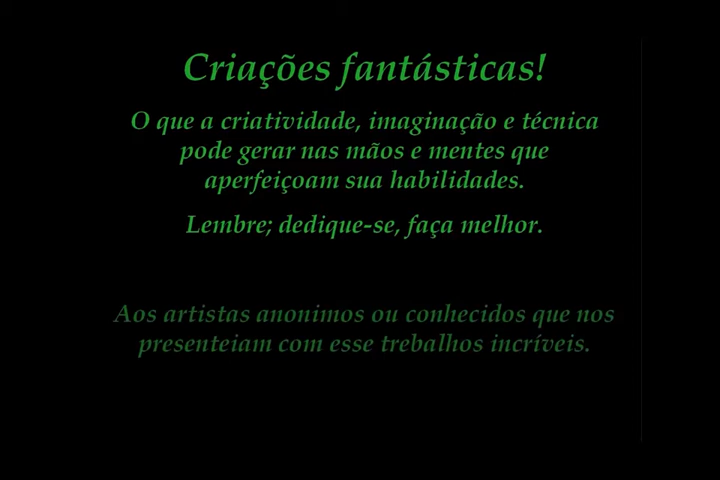 Criações fantásticas!
O que a criatividade, imaginação e técnica
pode gerar nas mãos e mentes que
aperfeiçoam sua habilidades.
Lembre; dedique-se, faça melhor.
Aos artistas anonimos ou conhecidos que nos
presenteiam com esse trebalhos incríveis.